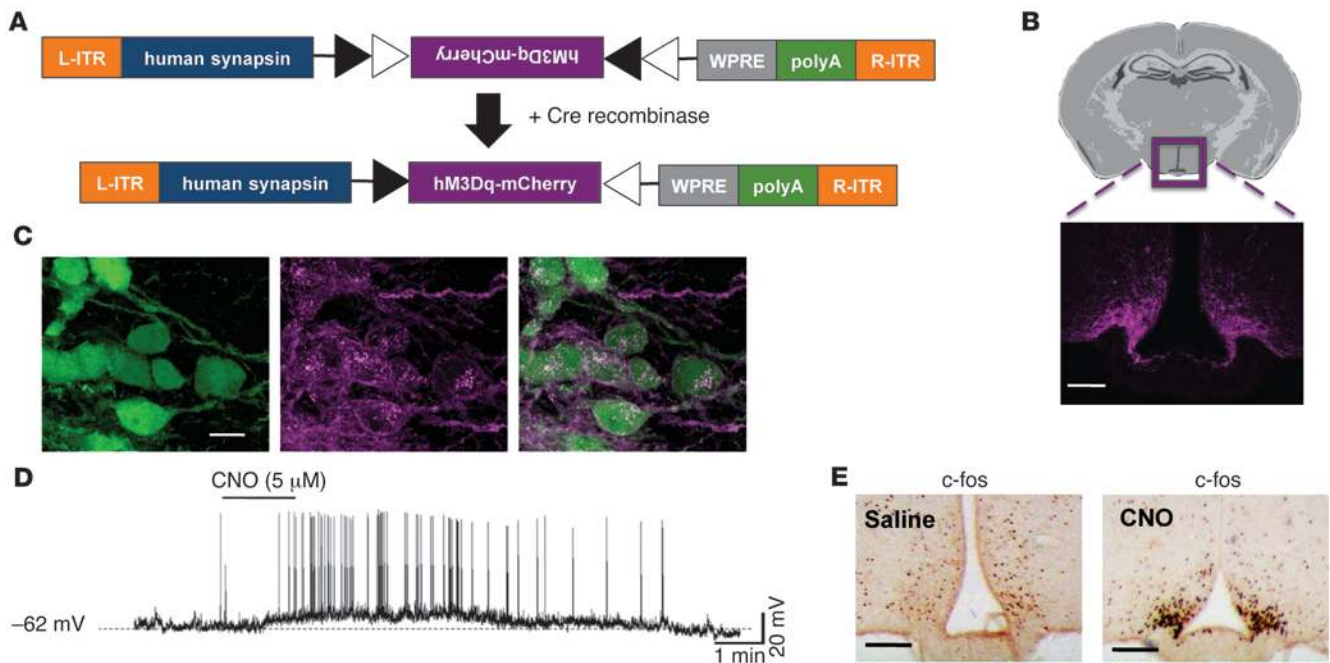 A
L-ITR human synapsin hM3Dq-mCherry WPRE polyA R-ITR
+ Cre recombinase
L-ITR human synapsin hM3Dq-mCherry WPRE polyA R-ITR
B
C
D
CNO (5 μM)
–62 mV
20 mV
1 min
E
c-fos c-fos
Saline CNO